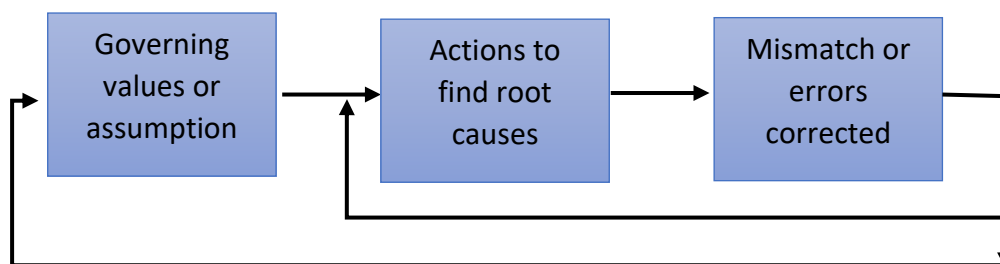 Governing
values or
assumption
Actions to
find root
causes
Mismatch or
errors
corrected